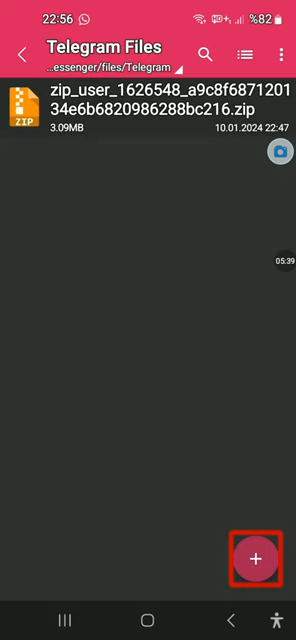 22:56 %82
Telegram Files
...essenger/files/Telegram
zip_user_1626548_a9c8f6871201
34e6b6820986288bc216.zip
ZIP
3.09MB 10.01.2024 22:47
05:39